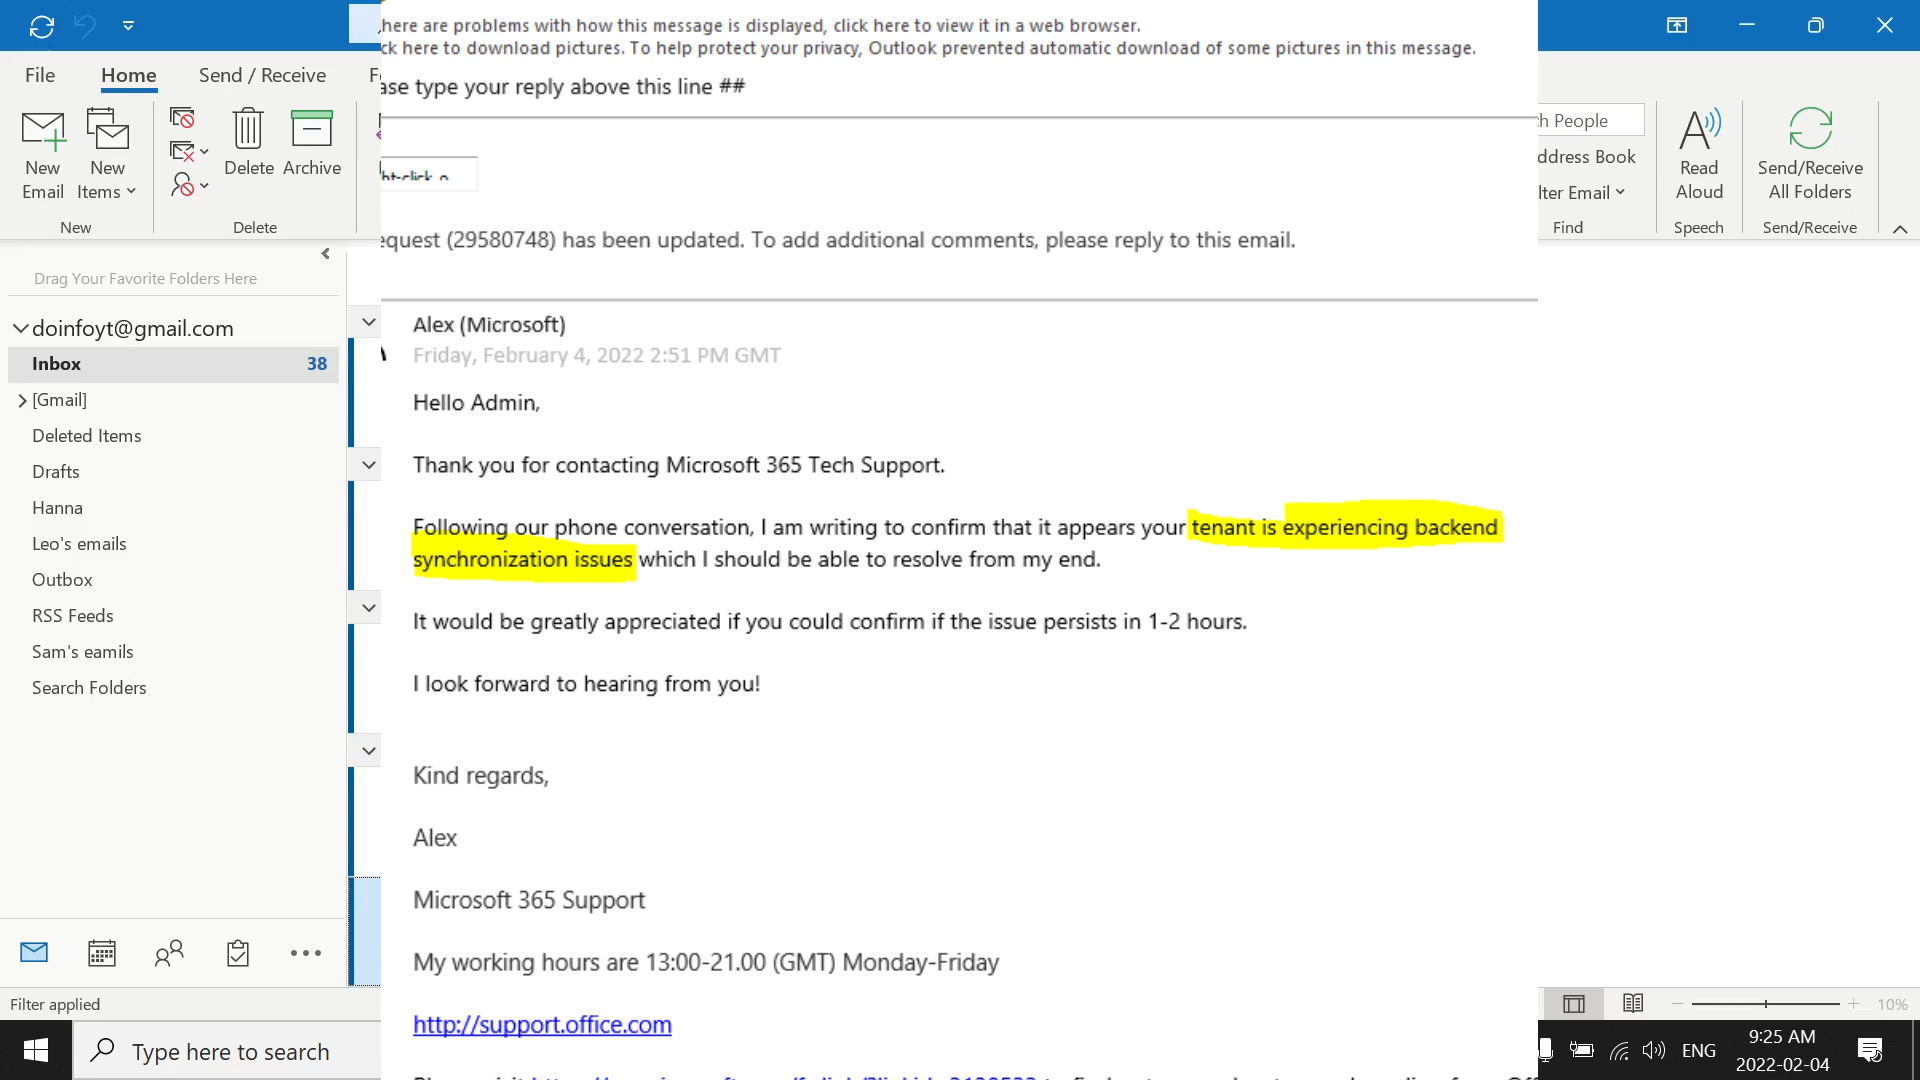 here are problems with how this message is displayed, click here to view it in a web browser.
ck here to download pictures. To help protect your privacy, Outlook prevented automatic download of some pictures in this message.
File Home Send / Receive F
ase type your reply above this line ##
New Email
New Items
Delete
Archive
New
Delete
ht-click o
h People
ddress Book
lter Email
Find
Read Aloud
Speech
Send/Receive All Folders
Send/Receive
equest (29580748) has been updated. To add additional comments, please reply to this email.
Drag Your Favorite Folders Here
doinfoyt@gmail.com
Inbox 38
[Gmail]
Deleted Items
Drafts
Hanna
Leo's emails
Outbox
RSS Feeds
Sam's eamils
Search Folders
Alex (Microsoft)
Friday, February 4, 2022 2:51 PM GMT
Hello Admin,
Thank you for contacting Microsoft 365 Tech Support.
Following our phone conversation, I am writing to confirm that it appears your tenant is experiencing backend
synchronization issues which I should be able to resolve from my end.
It would be greatly appreciated if you could confirm if the issue persists in 1-2 hours.
I look forward to hearing from you!
Kind regards,
Alex
Microsoft 365 Support
My working hours are 13:00-21.00 (GMT) Monday-Friday
http://support.office.com
Filter applied
10%
Type here to search
ENG
9:25 AM
2022-02-04